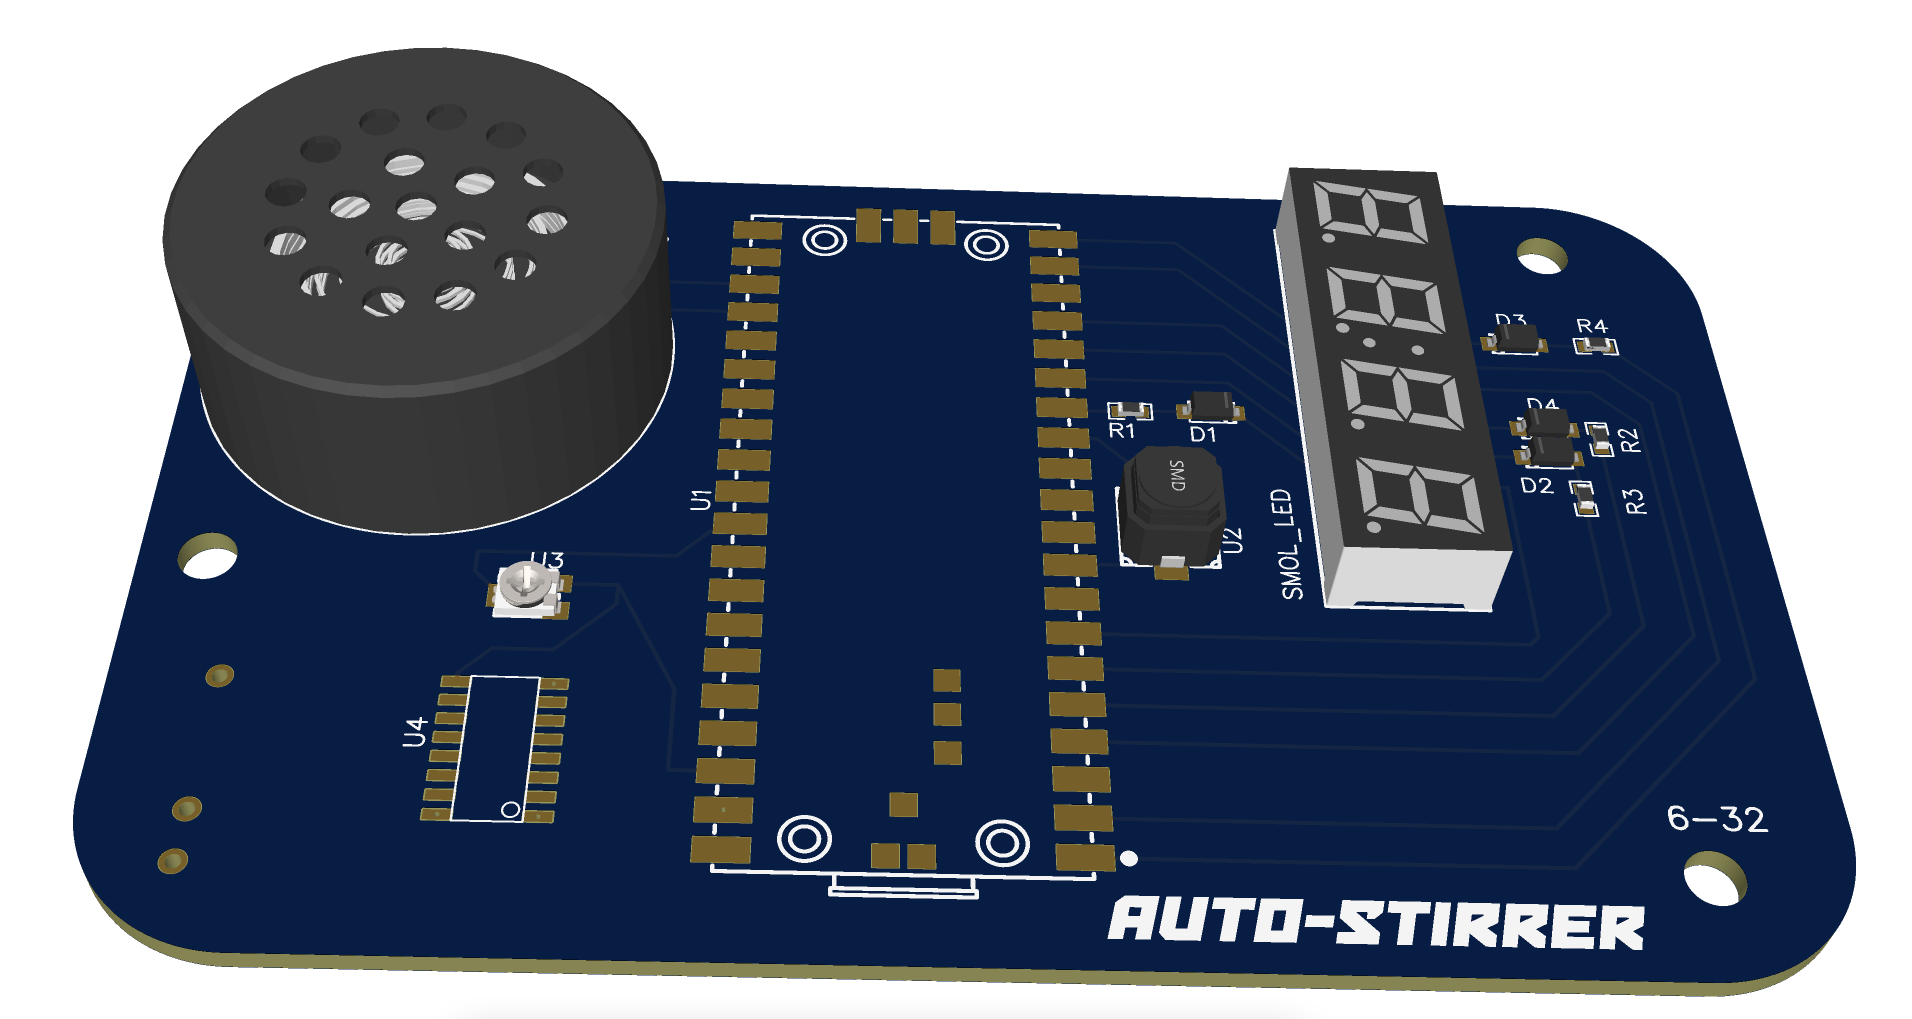 D3
R4
D4
R1
D1
R2
SMD
D2
R3
U1
SMOL_LED
U2
U3
U4
6-32
AUTO-STIRRER